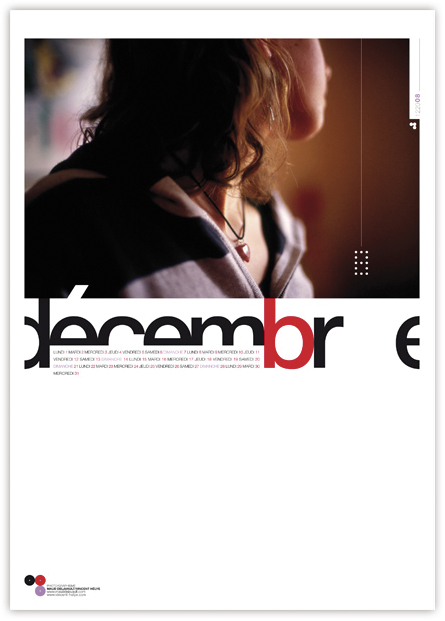 08
décembre
LUNDI 1 MARDI 2 MERCREDI 3 JEUDI 4 VENDREDI 5 SAMEDI 6 DIMANCHE 7 LUNDI 8 MARDI 9 MERCREDI 10 JEUDI 11
VENDREDI 12 SAMEDI 13 DIMANCHE 14 LUNDI 15 MARDI 16 MERCREDI 17 JEUDI 18 VENDREDI 19 SAMEDI 20
DIMANCHE 21 LUNDI 22 MARDI 23 MERCREDI 24 JEUDI 25 VENDREDI 26 SAMEDI 27 DIMANCHE 28 LUNDI 29 MARDI 30
MERCREDI 31